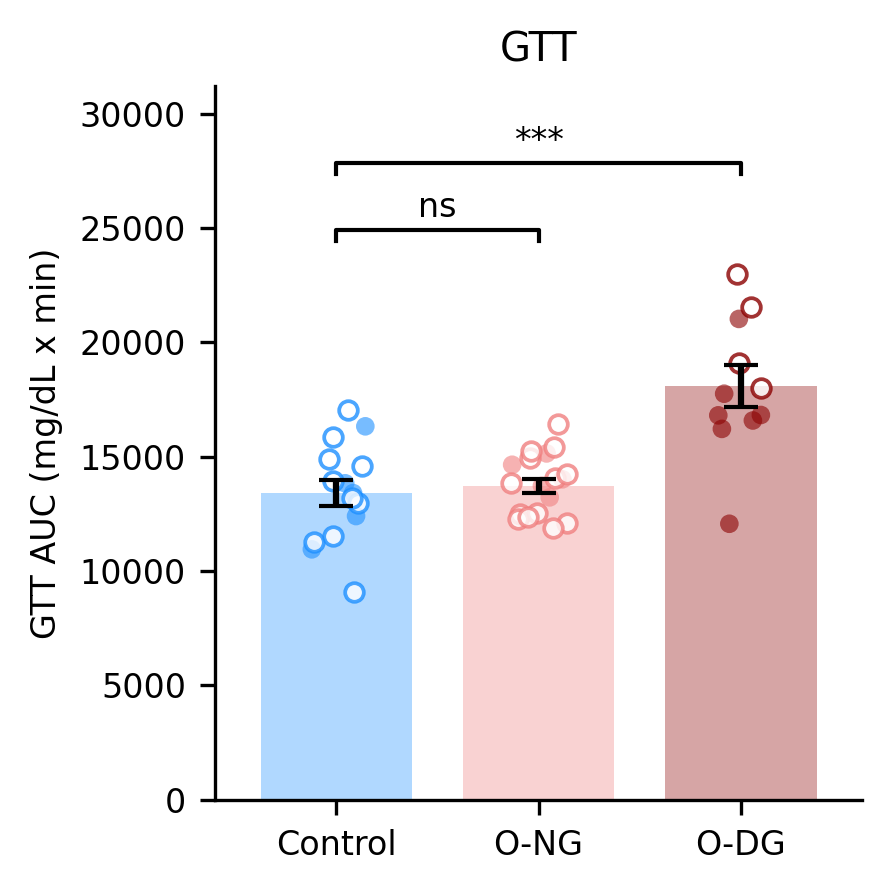 GTT
30000
25000
20000
15000
10000
5000
0
GTT AUC (mg/dL x min)
***
ns
Control
O-NG
O-DG